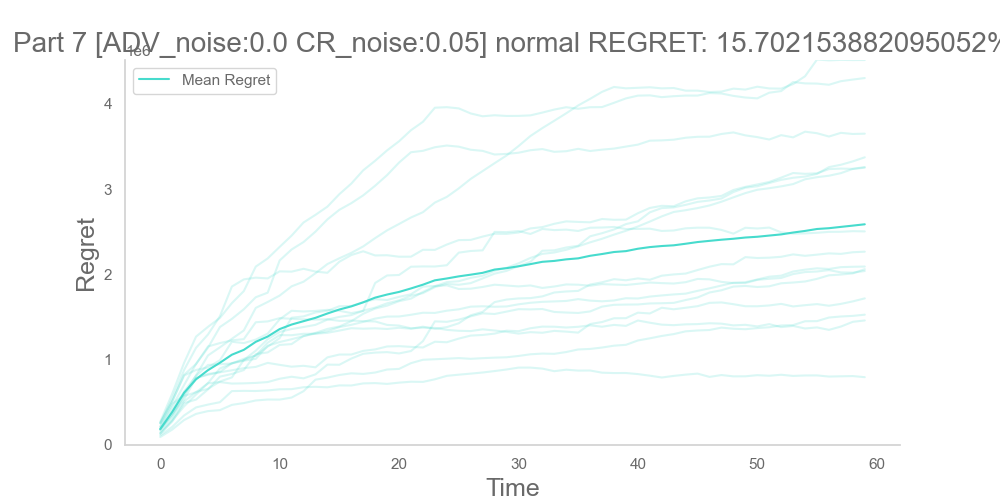 Part 7 [ADV_noise:0.0 CR_noise:0.05] normal REGRET: 15.702153882095052%
1e6
Mean Regret
4
3
2
1
0
Regret
0 10 20 30 40 50 60
Time